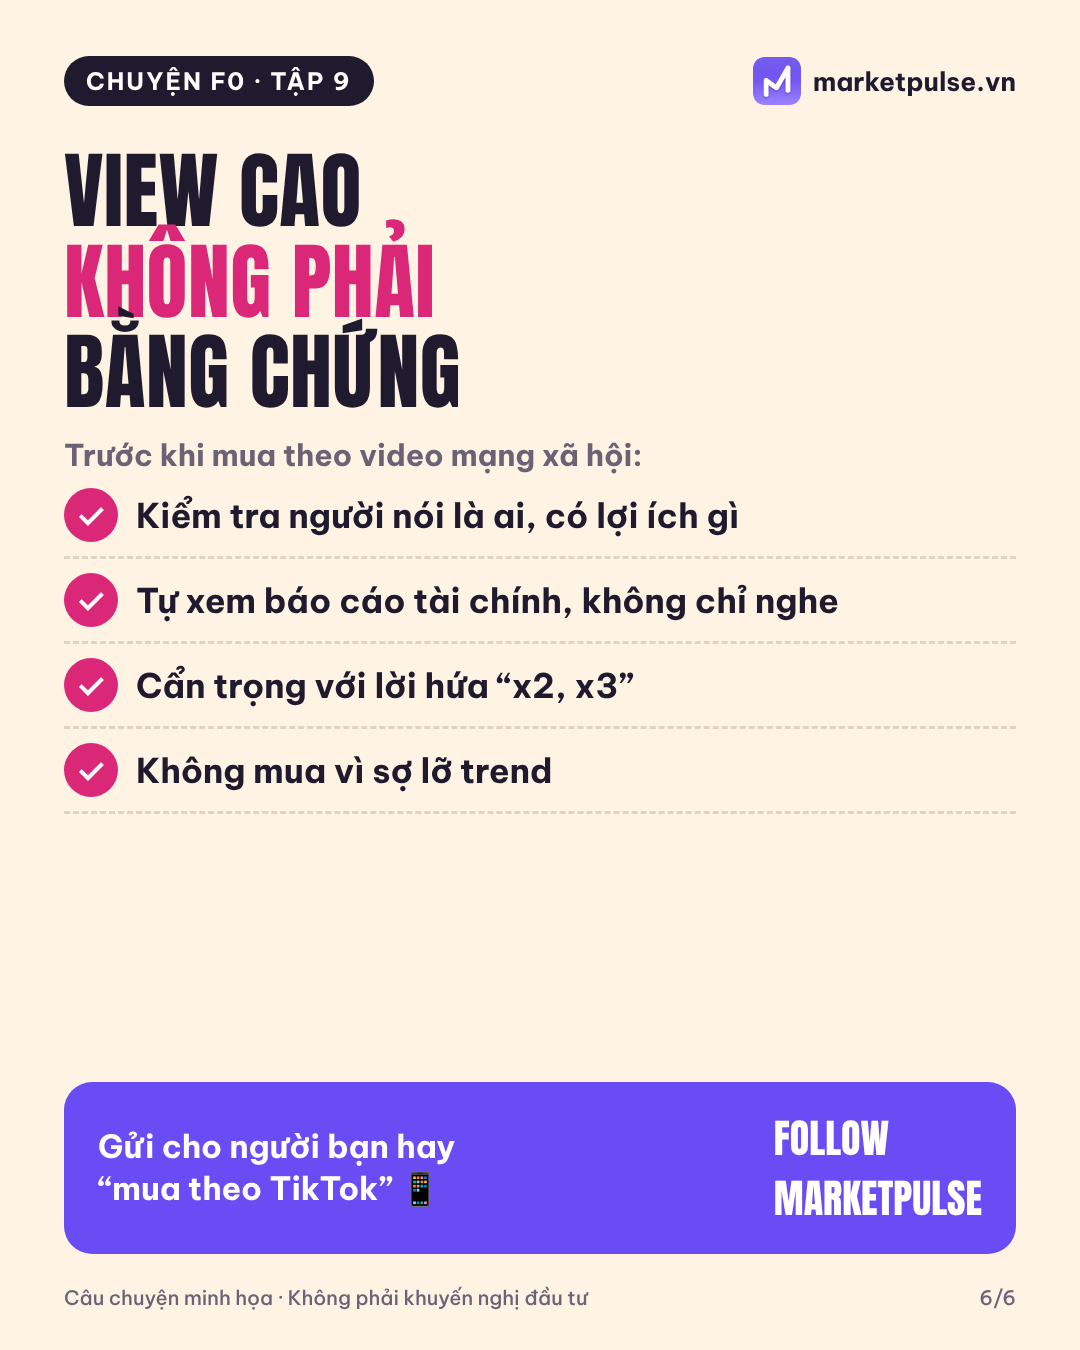 CHUYỆN F0 · TẬP 9
marketpulse.vn
VIEW CAO
KHÔNG PHẢI
BẰNG CHỨNG
Trước khi mua theo video mạng xã hội:
Kiểm tra người nói là ai, có lợi ích gì
Tự xem báo cáo tài chính, không chỉ nghe
Cẩn trọng với lời hứa “x2, x3”
Không mua vì sợ lỡ trend
Gửi cho người bạn hay
“mua theo TikTok” 📱
FOLLOW
MARKETPULSE
Câu chuyện minh họa · Không phải khuyến nghị đầu tư
6/6